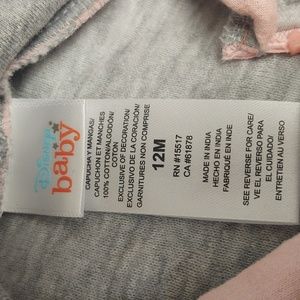 Disney
baby
CAPUCHA Y MANGAS/
CAPUCHON ET MANCHES
100% COTTON/ALGODÓN/
COTON
EXCLUSIVE OF DECORATION/
EXCLUSIVO DE DECORACIÓN/
GARNITURES NON COMPRISE
12M
RN #15517
CA #61878
MADE IN INDIA
HECHO EN INDIA
FABRIQUÉ EN INDE
SEE REVERSE FOR CARE/
VE EL REVERSO PARA
EL CUIDADO/
ENTRETIEN AU VERSO